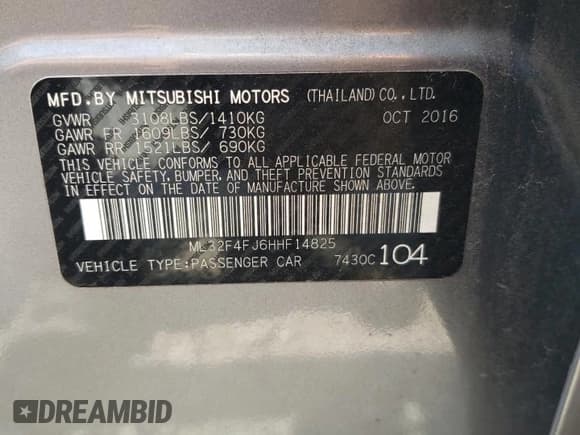 MFD.BY MITSUBISHI MOTORS (THAILAND)CO.,LTD.
GVWR 3108LBS/1410KG OCT 2016
GAWR FR 1609LBS/ 730KG
GAWR RR 1521LBS/ 690KG
THIS VEHICLE CONFORMS TO ALL APPLICABLE FEDERAL MOTOR
VEHICLE SAFETY,BUMPER,AND THEFT PREVENTION STANDARDS
IN EFFECT ON THE DATE OF MANUFACTURE SHOWN ABOVE.
ML32F4FJ6HHF14825
VEHICLE TYPE:PASSENGER CAR 7430C 104
DREAMBID